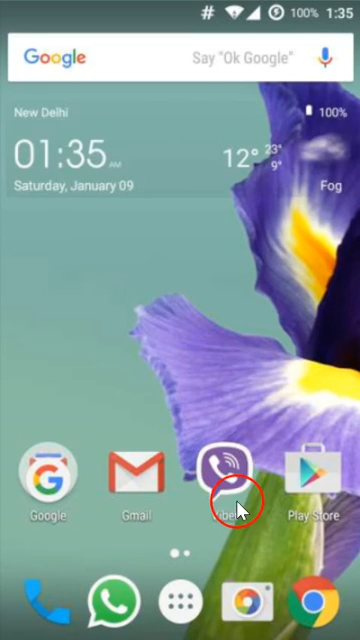 # 100% 1:35
Google Say "Ok Google"
New Delhi 100%
01:35 AM 12° 23° 9°
Saturday, January 09 Fog
Google Gmail Viber Play Store